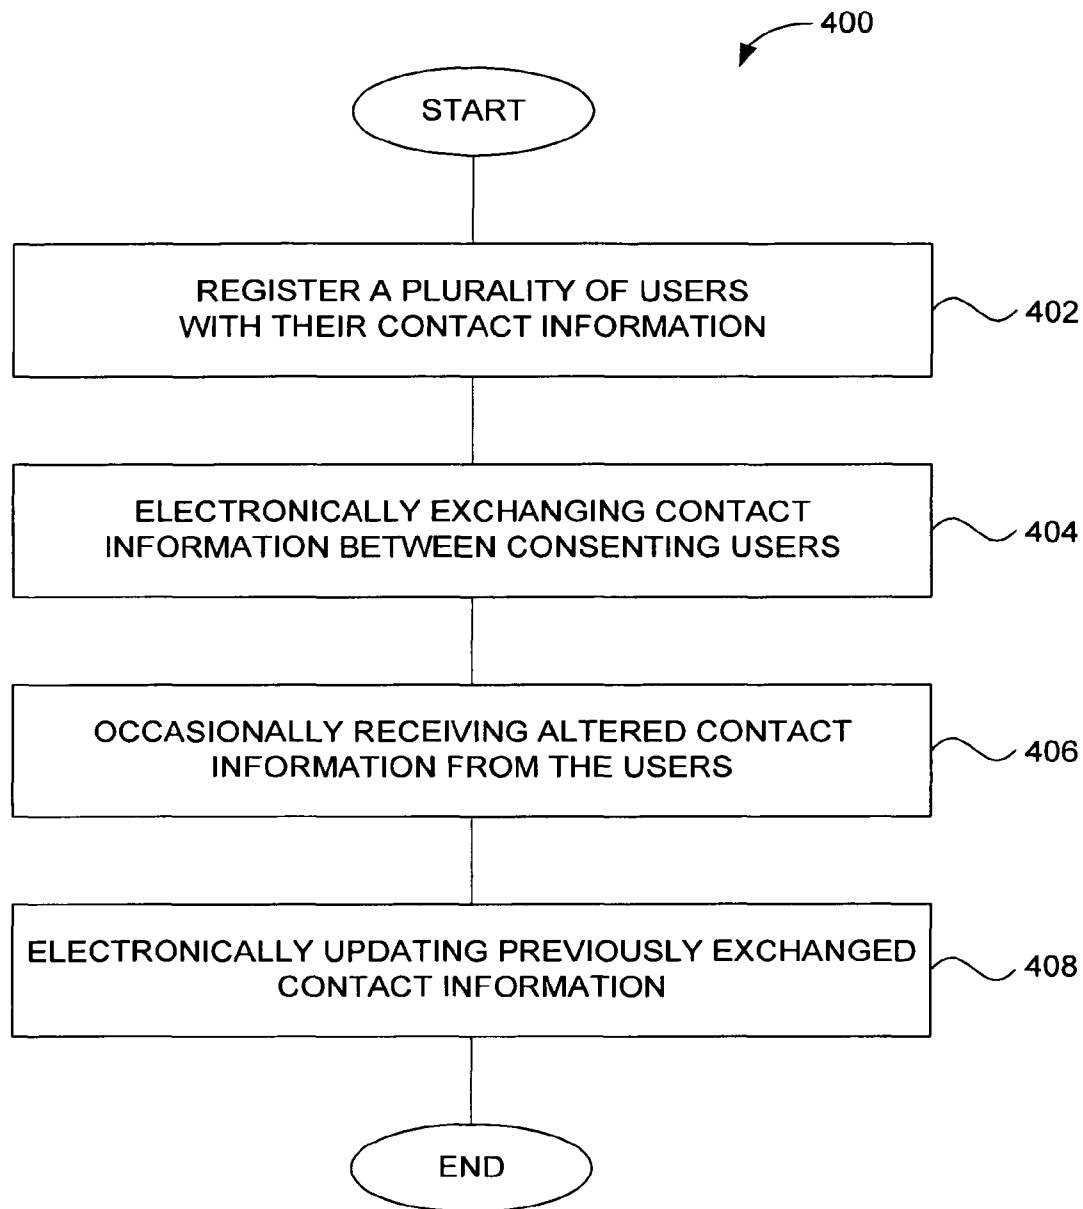 400
START
REGISTER A PLURALITY OF USERS
WITH THEIR CONTACT INFORMATION
402
ELECTRONICALLY EXCHANGING CONTACT
INFORMATION BETWEEN CONSENTING USERS
404
OCCASIONALLY RECEIVING ALTERED CONTACT
INFORMATION FROM THE USERS
406
ELECTRONICALLY UPDATING PREVIOUSLY EXCHANGED
CONTACT INFORMATION
408
END